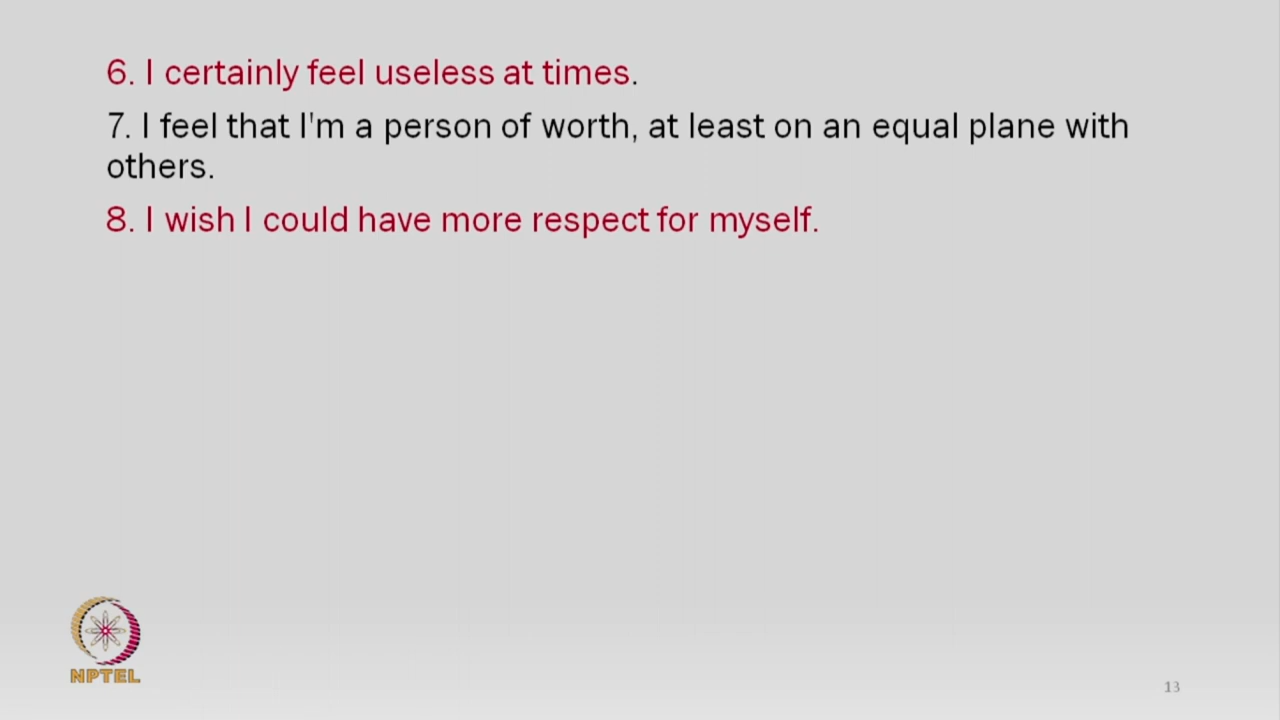 6. I certainly feel useless at times.
7. I feel that I'm a person of worth, at least on an equal plane with
others.
8. I wish I could have more respect for myself.
NPTEL
13